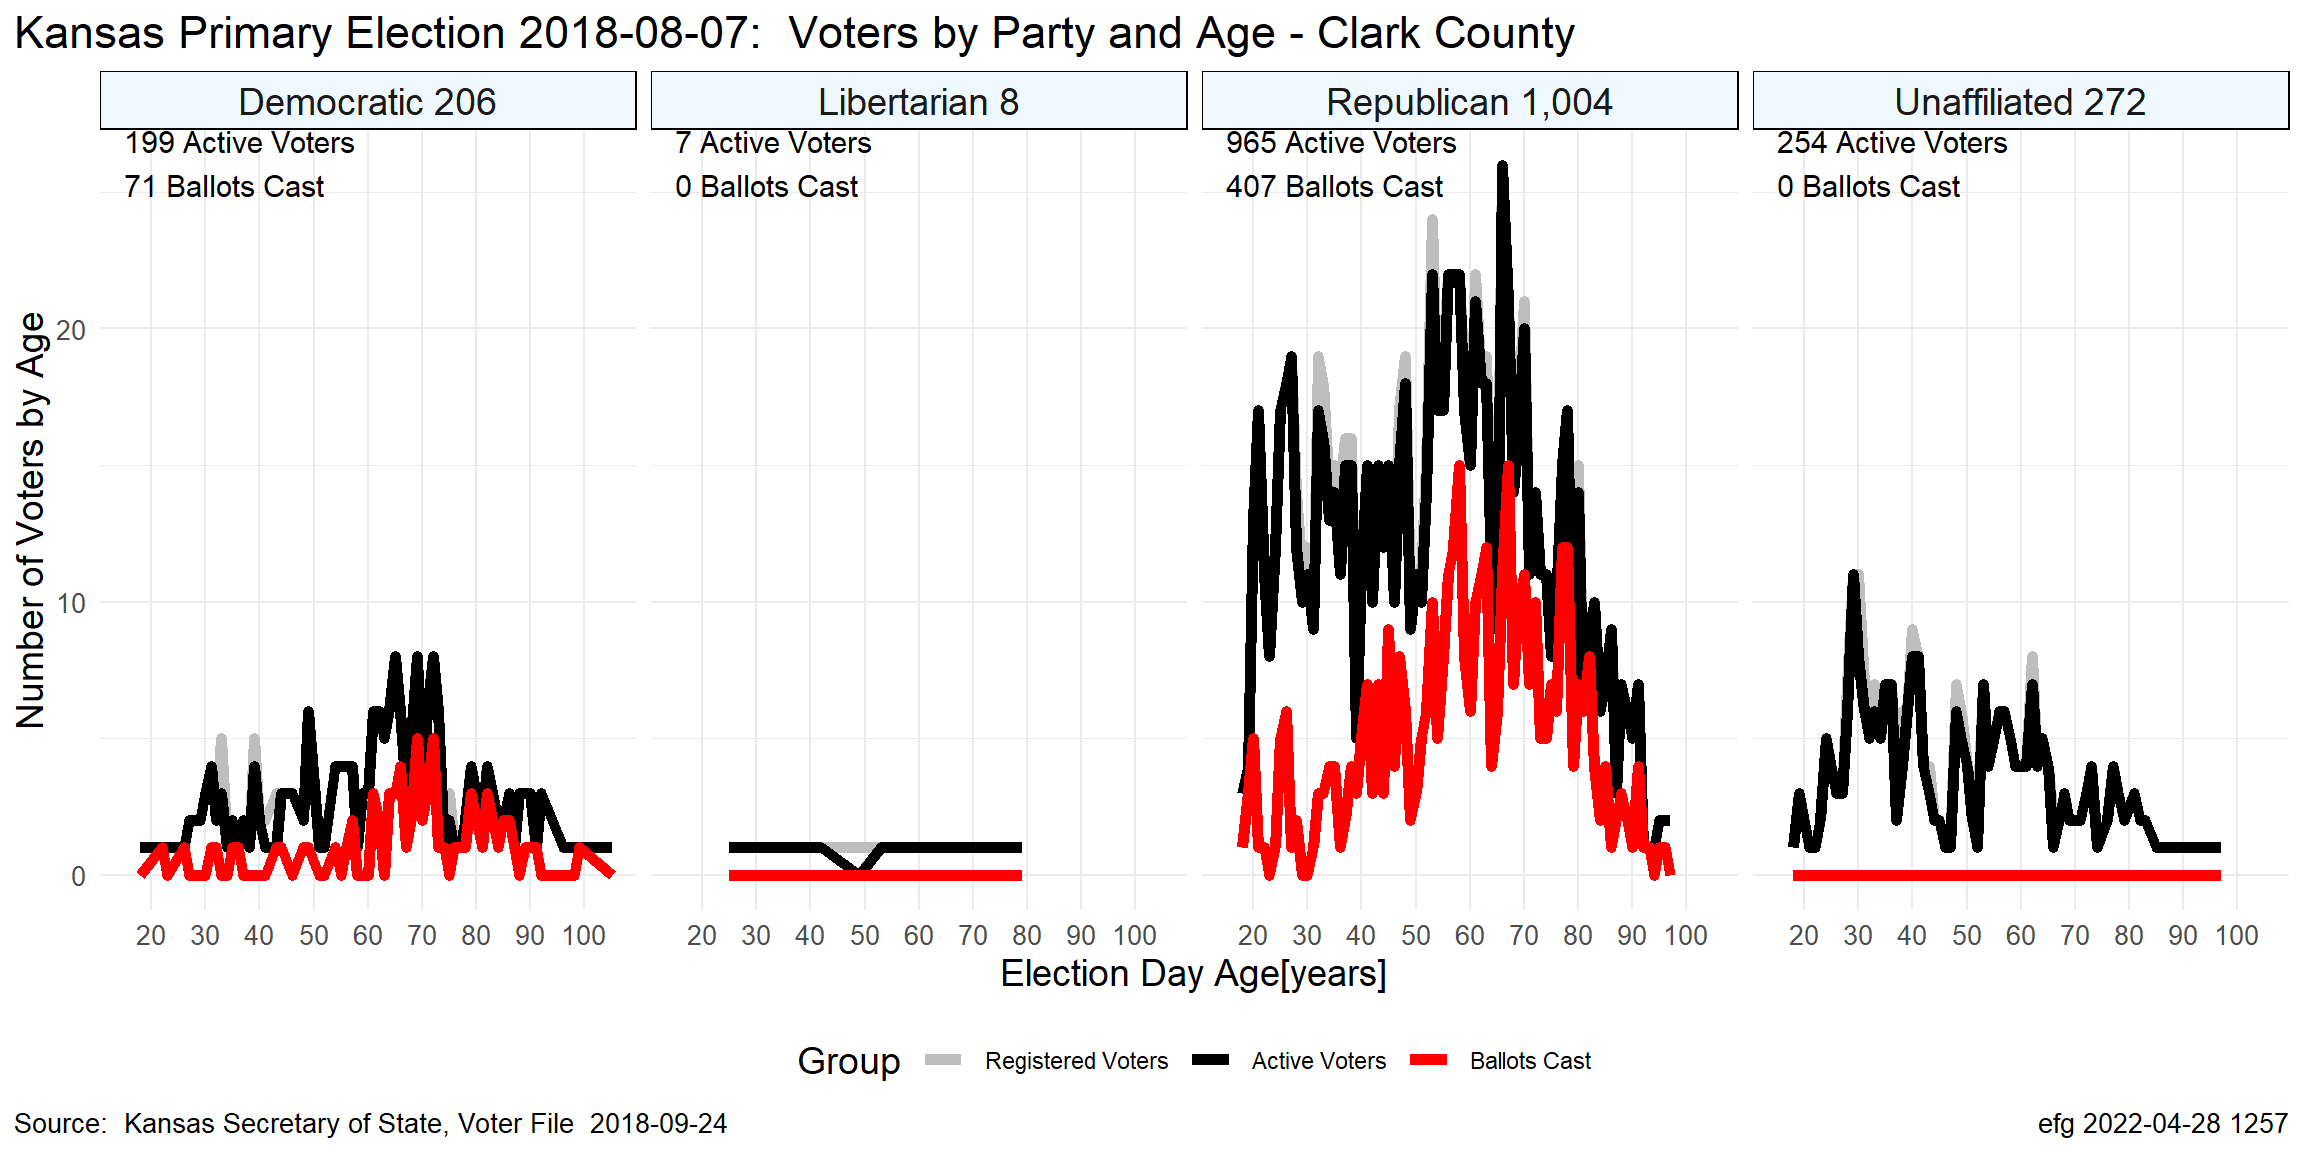 Kansas Primary Election 2018-08-07:  Voters by Party and Age - Clark County
Democratic 206
Libertarian 8
Republican 1,004
Unaffiliated 272
199 Active Voters
71 Ballots Cast
7 Active Voters
0 Ballots Cast
965 Active Voters
407 Ballots Cast
254 Active Voters
0 Ballots Cast
Number of Voters by Age
20
10
0
20 30 40 50 60 70 80 90 100
20 30 40 50 60 70 80 90 100
20 30 40 50 60 70 80 90 100
20 30 40 50 60 70 80 90 100
Election Day Age[years]
Group Registered Voters Active Voters Ballots Cast
Source:  Kansas Secretary of State, Voter File  2018-09-24
efg 2022-04-28 1257